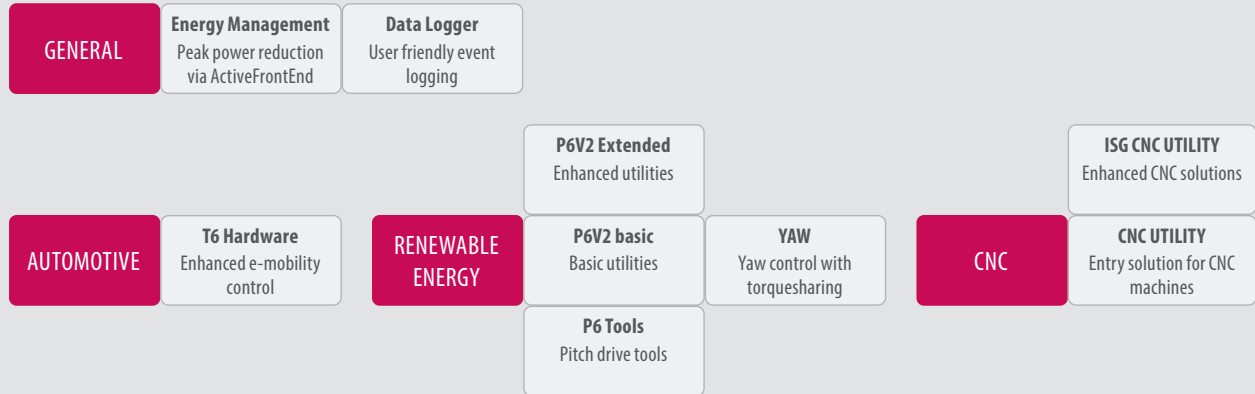 GENERAL
Energy Management
Peak power reduction
via ActiveFrontEnd
Data Logger
User friendly event
logging
P6V2 Extended
Enhanced utilities
ISG CNC UTILITY
Enhanced CNC solutions
AUTOMOTIVE
T6 Hardware
Enhanced e-mobility
control
RENEWABLE
ENERGY
P6V2 basic
Basic utilities
YAW
Yaw control with
torquesharing
CNC
CNC UTILITY
Entry solution for CNC
machines
P6 Tools
Pitch drive tools